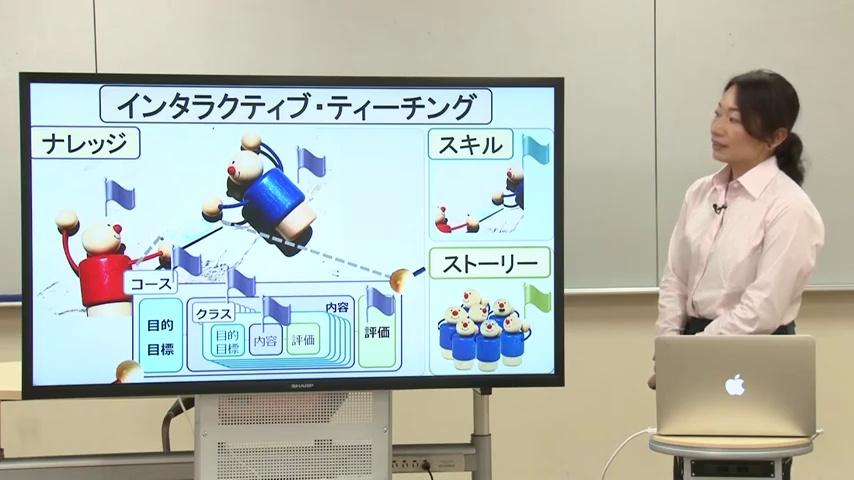 インタラクティブ・ティーチング
ナレッジ
スキル
ストーリー
コース
目的
目標
クラス
目的
目標
内容
評価
内容
評価
SHARP